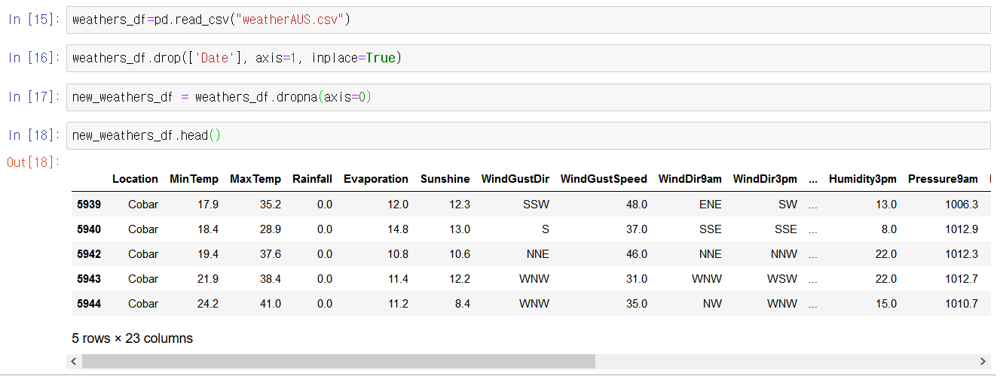 In [15]: weathers_df=pd.read_csv("weatherAUS.csv")
In [16]: weathers_df.drop(['Date'], axis=1, inplace=True)
In [17]: new_weathers_df = weathers_df.dropna(axis=0)
In [18]: new_weathers_df.head()
Out[18]:
Location MinTemp MaxTemp Rainfall Evaporation Sunshine WindGustDir WindGustSpeed WindDir9am WindDir3pm ... Humidity3pm Pressure9am
5939 Cobar 17.9 35.2 0.0 12.0 12.3 SSW 48.0 ENE SW ... 13.0 1006.3
5940 Cobar 18.4 28.9 0.0 14.8 13.0 S 37.0 SSE SSE ... 8.0 1012.9
5942 Cobar 19.4 37.6 0.0 10.8 10.6 NNE 46.0 NNE NNW ... 22.0 1012.3
5943 Cobar 21.9 38.4 0.0 11.4 12.2 WNW 31.0 WNW WSW ... 22.0 1012.7
5944 Cobar 24.2 41.0 0.0 11.2 8.4 WNW 35.0 NW WNW ... 15.0 1010.7
5 rows × 23 columns